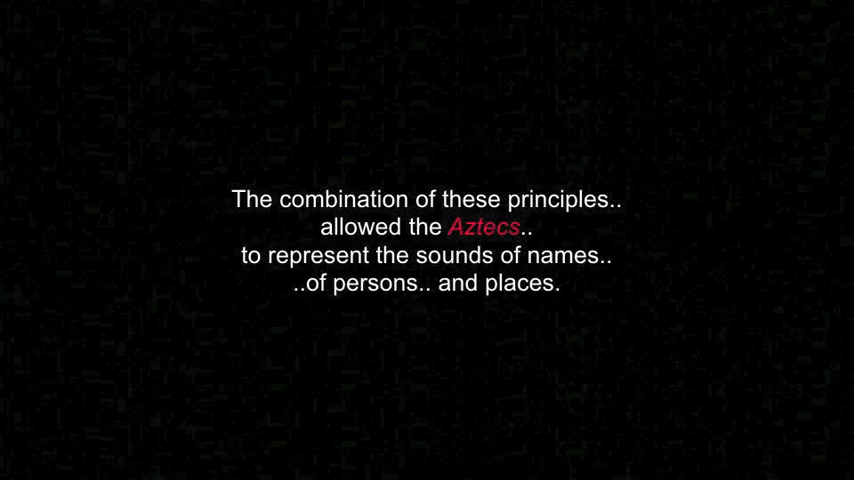 The combination of these principles..
allowed the Aztecs..
to represent the sounds of names..
..of persons.. and places.